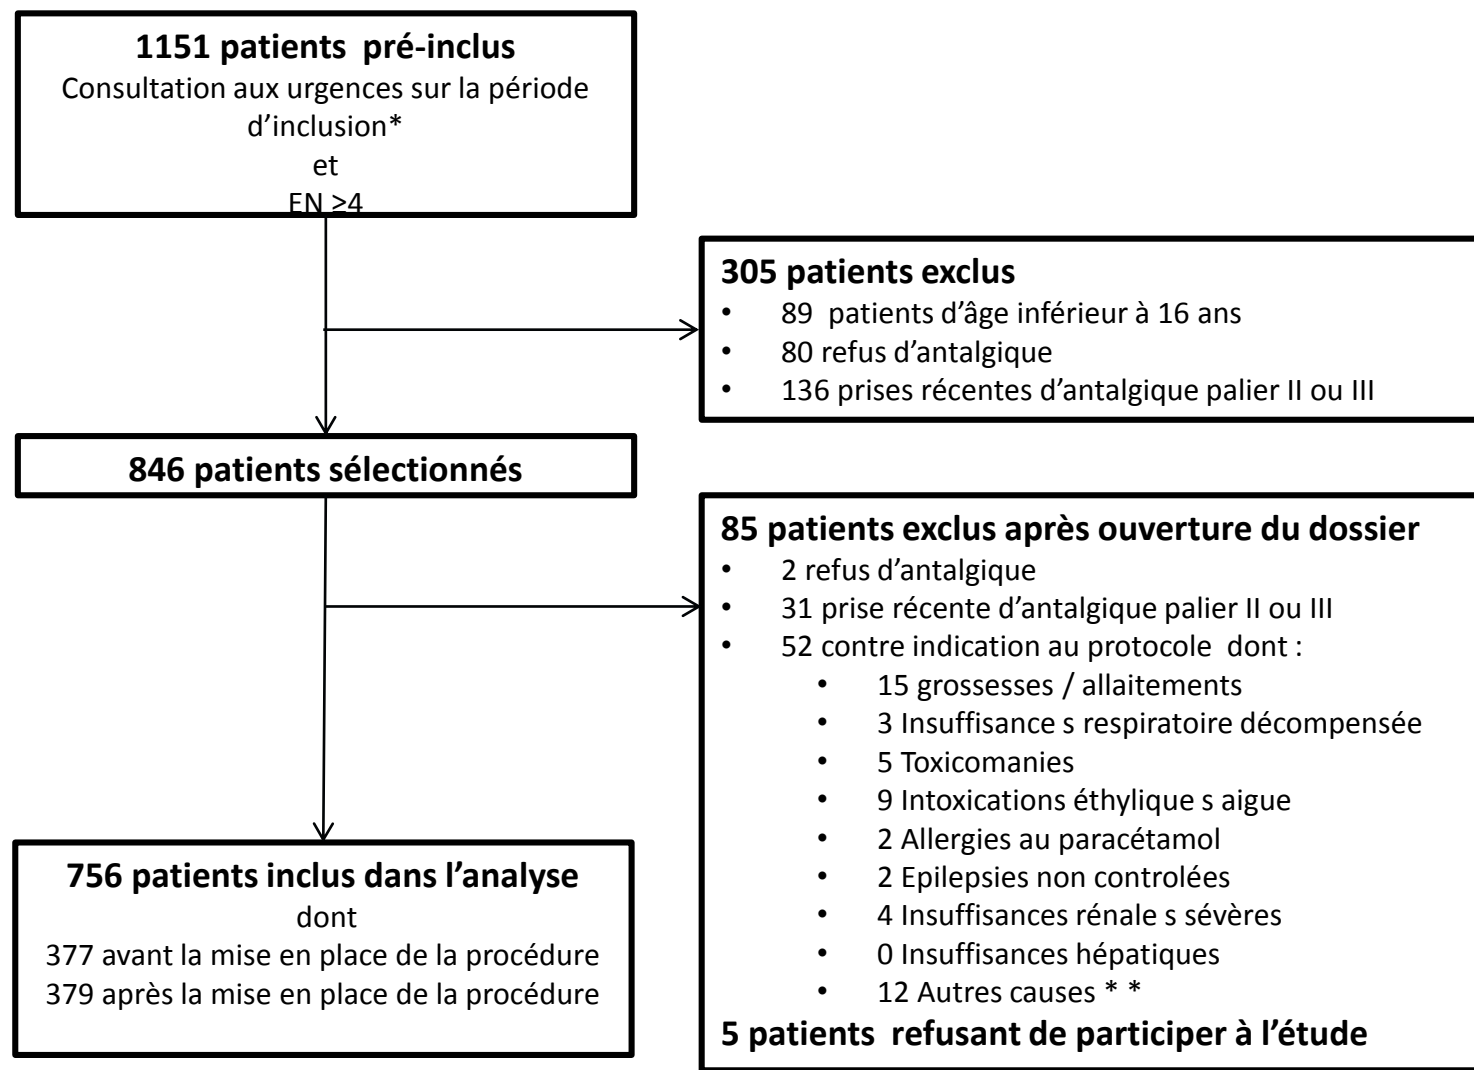 1151 patients pré-inclus
Consultation aux urgences sur la période
d'inclusion*
et
EN ≥4
305 patients exclus
• 89 patients d'âge inférieur à 16 ans
• 80 refus d'antalgique
• 136 prises récentes d'antalgique palier II ou III
846 patients sélectionnés
85 patients exclus après ouverture du dossier
• 2 refus d'antalgique
• 31 prise récente d'antalgique palier II ou III
• 52 contre indication au protocole dont :
• 15 grossesses / allaitements
• 3 Insuffisance s respiratoire décompensée
• 5 Toxicomanies
• 9 Intoxications éthylique s aigue
• 2 Allergies au paracétamol
• 2 Epilepsies non controlées
• 4 Insuffisances rénale s sévères
• 0 Insuffisances hépatiques
• 12 Autres causes * *
5 patients refusant de participer à l'étude
756 patients inclus dans l'analyse
dont
377 avant la mise en place de la procédure
379 après la mise en place de la procédure